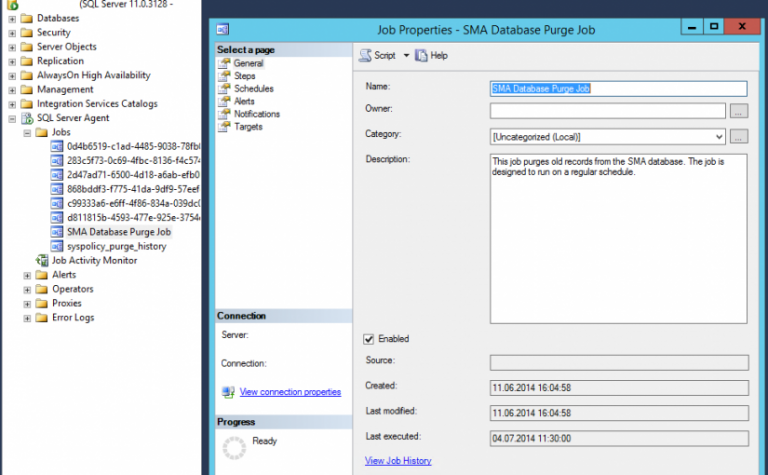 (SQL Server 11.0.3128 -
Databases
Security
Server Objects
Replication
AlwaysOn High Availability
Management
Integration Services Catalogs
SQL Server Agent
Jobs
0d4b6519-c1ad-4485-9038-78fb
283c5f73-0c69-4fbc-8136-f4c574
2d47ad71-6500-4d18-a6ab-efb0
868bddf3-f775-41da-9df9-57eef
c99333a6-e6ff-4f86-834a-039dc
d811815b-4593-477e-925e-3754
SMA Database Purge Job
syspolicy_purge_history
Job Activity Monitor
Alerts
Operators
Proxies
Error Logs
Job Properties - SMA Database Purge Job
Select a page
General
Steps
Schedules
Alerts
Notifications
Targets
Connection
Server:
Connection:
View connection properties
Progress
Ready
Script Help
Name: SMA Database Purge Job
Owner: ...
Category: [Uncategorized (Local)] ...
Description: This job purges old records from the SMA database. The job is
designed to run on a regular schedule.
Enabled
Source:
Created: 11.06.2014 16:04:58
Last modified: 11.06.2014 16:04:58
Last executed: 04.07.2014 11:30:00
View Job History